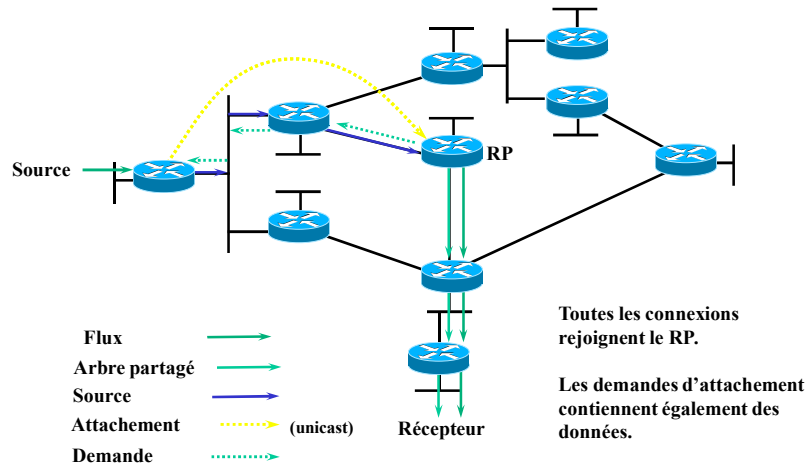 RP
Source
Flux
Arbre partagé
Source
Attachement
(unicast)
Demande
Récepteur
Toutes les connexions
rejoignent le RP.
Les demandes d’attachement
contiennent également des
données.